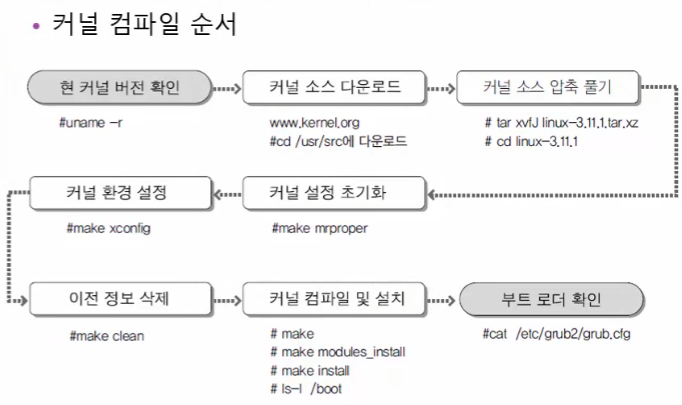 • 커널 컴파일 순서
현 커널 버전 확인
#uname -r
커널 소스 다운로드
www.kernel.org
#cd /usr/src에 다운로드
커널 소스 압축 풀기
# tar xvfJ linux-3.11.1.tar.xz
# cd linux-3.11.1
커널 설정 초기화
#make mrproper
커널 환경 설정
#make xconfig
이전 정보 삭제
#make clean
커널 컴파일 및 설치
# make
# make modules_install
# make install
# ls-l /boot
부트 로더 확인
#cat /etc/grub2/grub.cfg